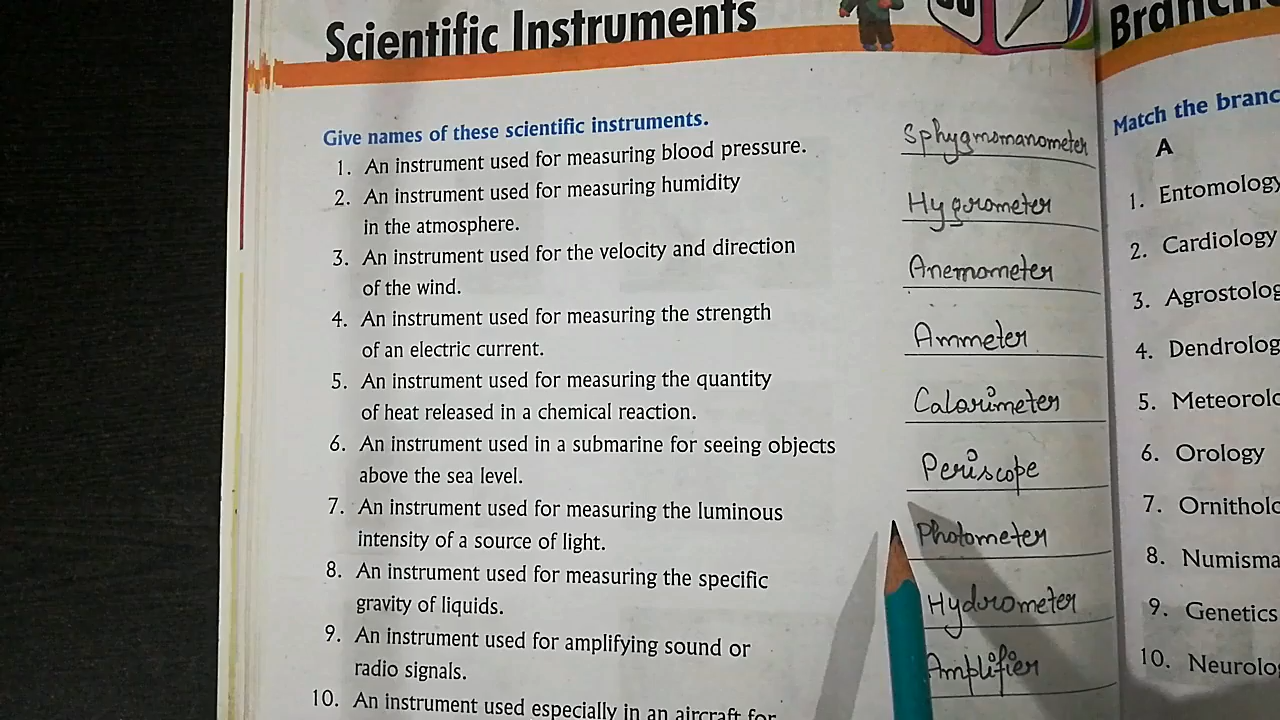 Scientific Instruments
Give names of these scientific instruments.
1. An instrument used for measuring blood pressure. Sphygmomanometer
2. An instrument used for measuring humidity
in the atmosphere. Hygrometer
3. An instrument used for the velocity and direction
of the wind. Anemometer
4. An instrument used for measuring the strength
of an electric current. Ammeter
5. An instrument used for measuring the quantity
of heat released in a chemical reaction. Calorimeter
6. An instrument used in a submarine for seeing objects
above the sea level. Periscope
7. An instrument used for measuring the luminous
intensity of a source of light. Photometer
8. An instrument used for measuring the specific
gravity of liquids. Hydrometer
9. An instrument used for amplifying sound or
radio signals. Amplifier
10. An instrument used especially in an aircraft for
Match the
A
1. Entomology
2. Cardiology
3.
4.
5.
6. Orology
7.
8.
9. Genetics
10.